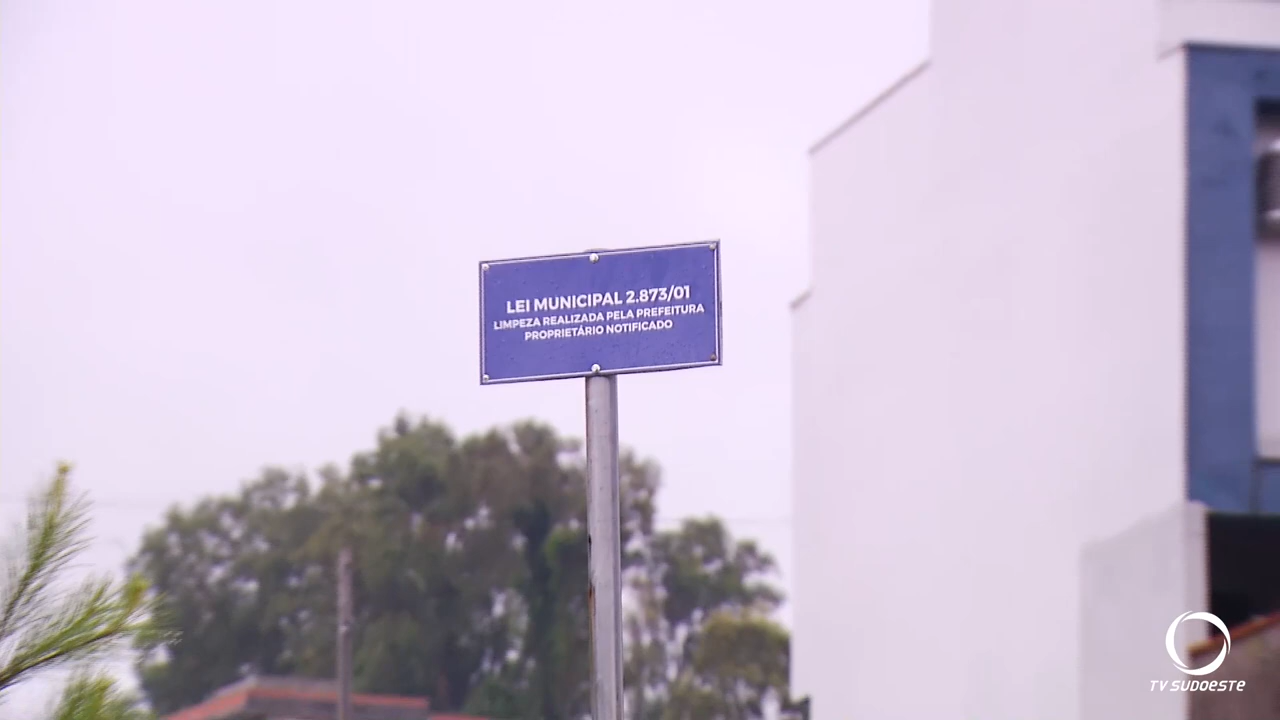 LEI MUNICIPAL 2.873/01
LIMPEZA REALIZADA PELA PREFEITURA
PROPRIETÁRIO NOTIFICADO
TV SUDOESTE